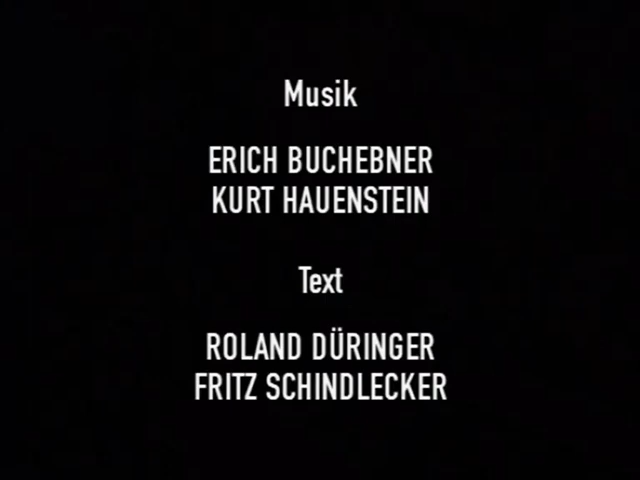 Musik
ERICH BUCHEBNER
KURT HAUENSTEIN
Text
ROLAND DÜRINGER
FRITZ SCHINDLECKER